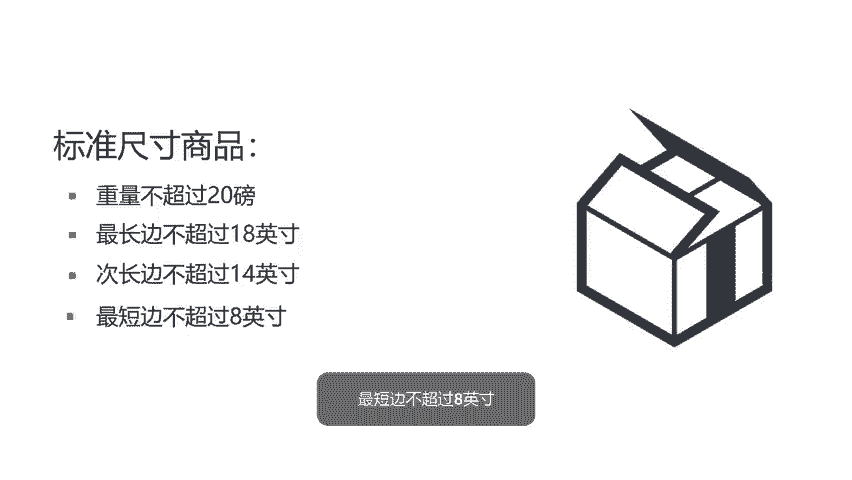 标准尺寸商品：
▪ 重量不超过20磅
▪ 最长边不超过18英寸
▪ 次长边不超过14英寸
▪ 最短边不超过8英寸
最短边不超过8英寸